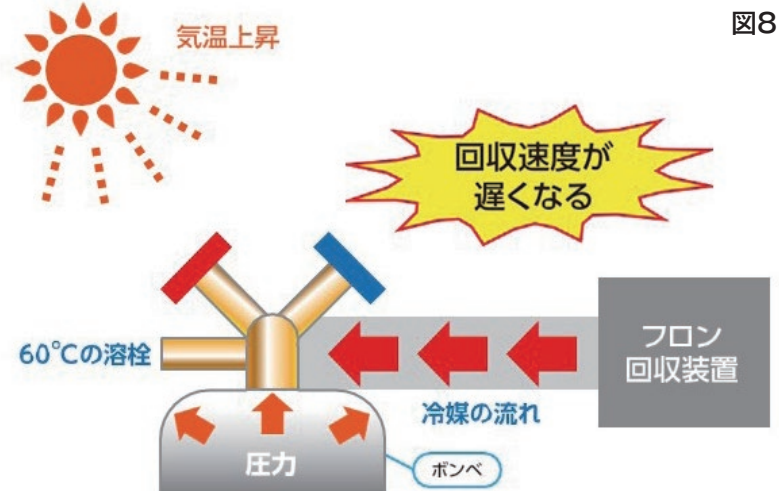 図8
気温上昇
回収速度が
遅くなる
60℃の溶栓
フロン
回収装置
冷媒の流れ
圧力
ボンベ